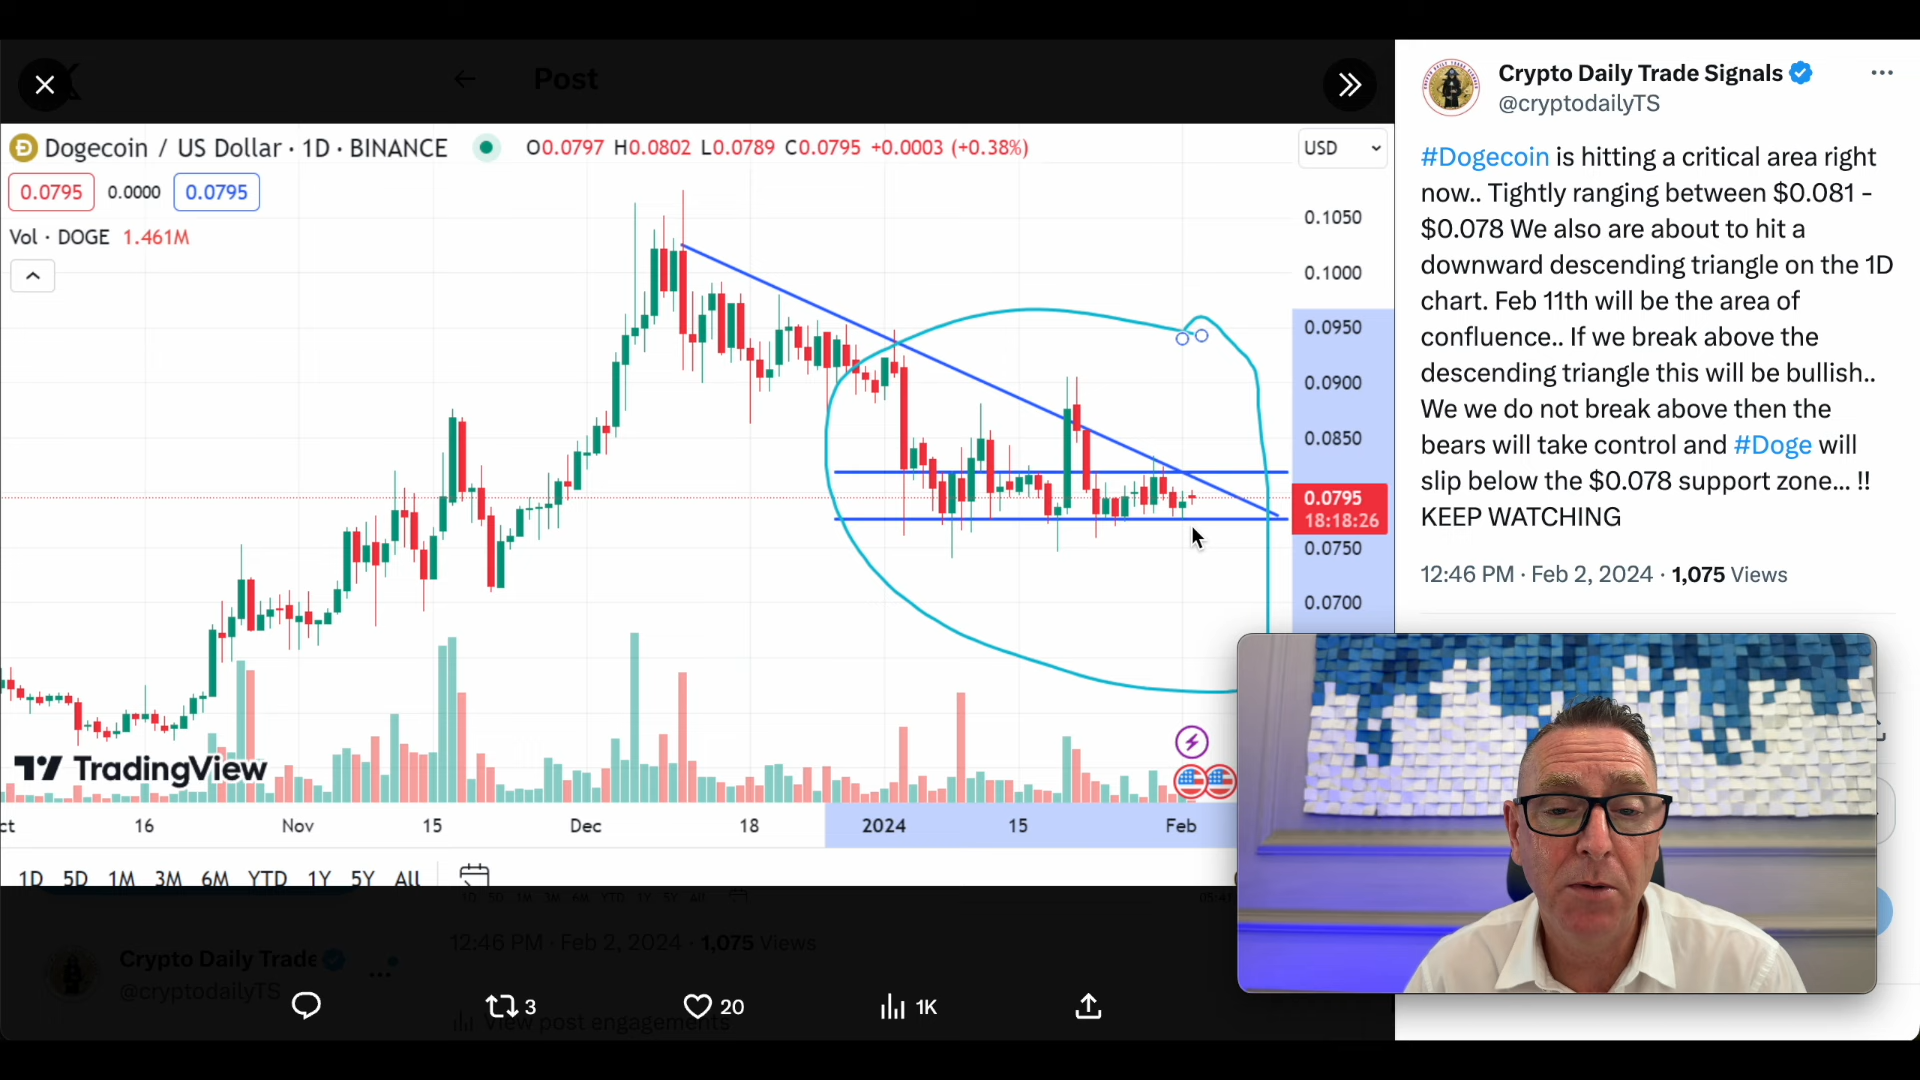 Post
Dogecoin / US Dollar · 1D · BINANCE
O0.0797 H0.0802 L0.0789 C0.0795 +0.0003 (+0.38%)
USD
0.0795 0.0000 0.0795
Vol · DOGE 1.461M
0.1050
0.1000
0.0950
0.0900
0.0850
0.0795
18:18:26
0.0750
0.0700
TradingView
16 Nov 15 Dec 18 2024 15 Feb
1D 5D 1M 3M 6M YTD 1Y 5Y All
12:46 PM · Feb 2, 2024 · 1,075 Views
Crypto Daily Trade
@cryptodailyTS
View post engagements
3 20 1K
Crypto Daily Trade Signals
@cryptodailyTS
#Dogecoin is hitting a critical area right
now.. Tightly ranging between $0.081 -
$0.078 We also are about to hit a
downward descending triangle on the 1D
chart. Feb 11th will be the area of
confluence.. If we break above the
descending triangle this will be bullish..
We we do not break above then the
bears will take control and #Doge will
slip below the $0.078 support zone... !!
KEEP WATCHING
12:46 PM · Feb 2, 2024 · 1,075 Views